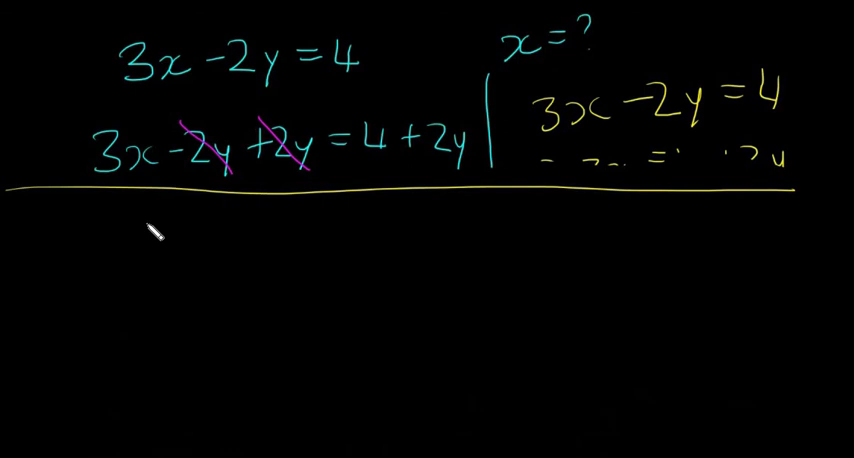 3x - 2y = 4
x = ?
3x - 2y + 2y = 4 + 2y
3x - 2y = 4